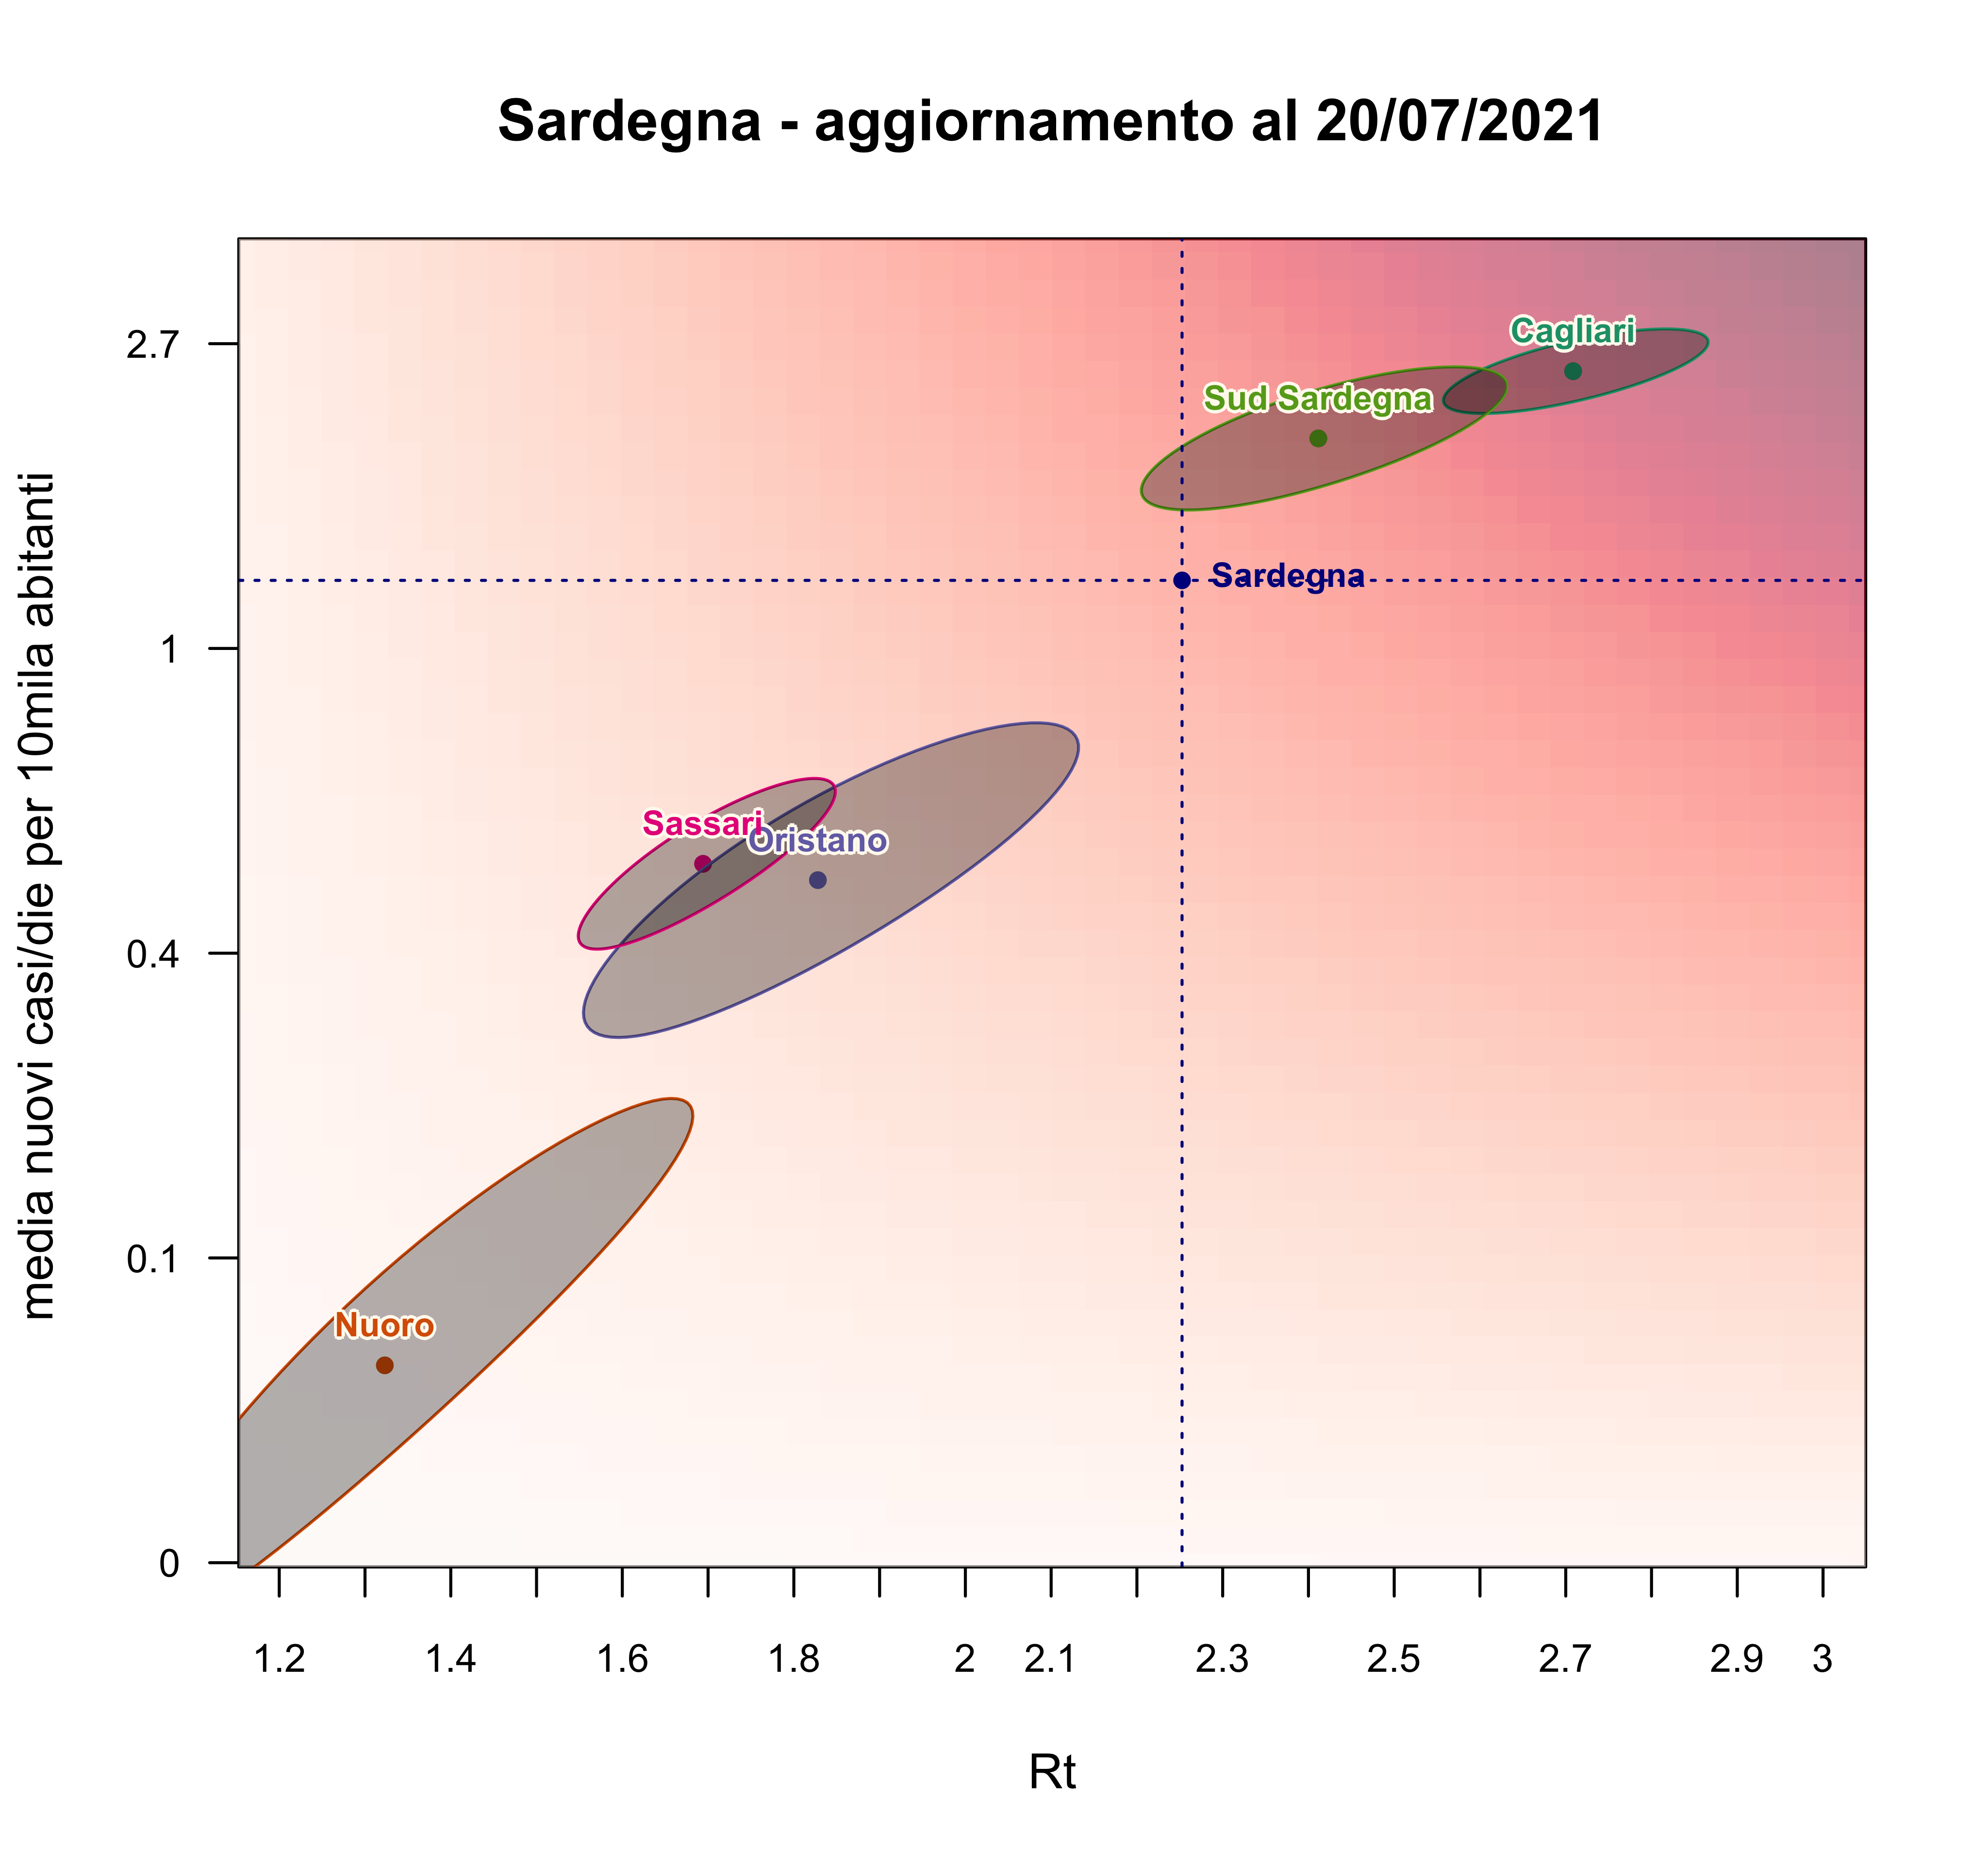 Sardegna - aggiornamento al 20/07/2021
media nuovi casi/die per 10mila abitanti
2.7
1
0.4
0.1
0
Cagliari
Sud Sardegna
Sardegna
Sassari
Oristano
Nuoro
1.2 1.4 1.6 1.8 2 2.1 2.3 2.5 2.7 2.9 3
Rt